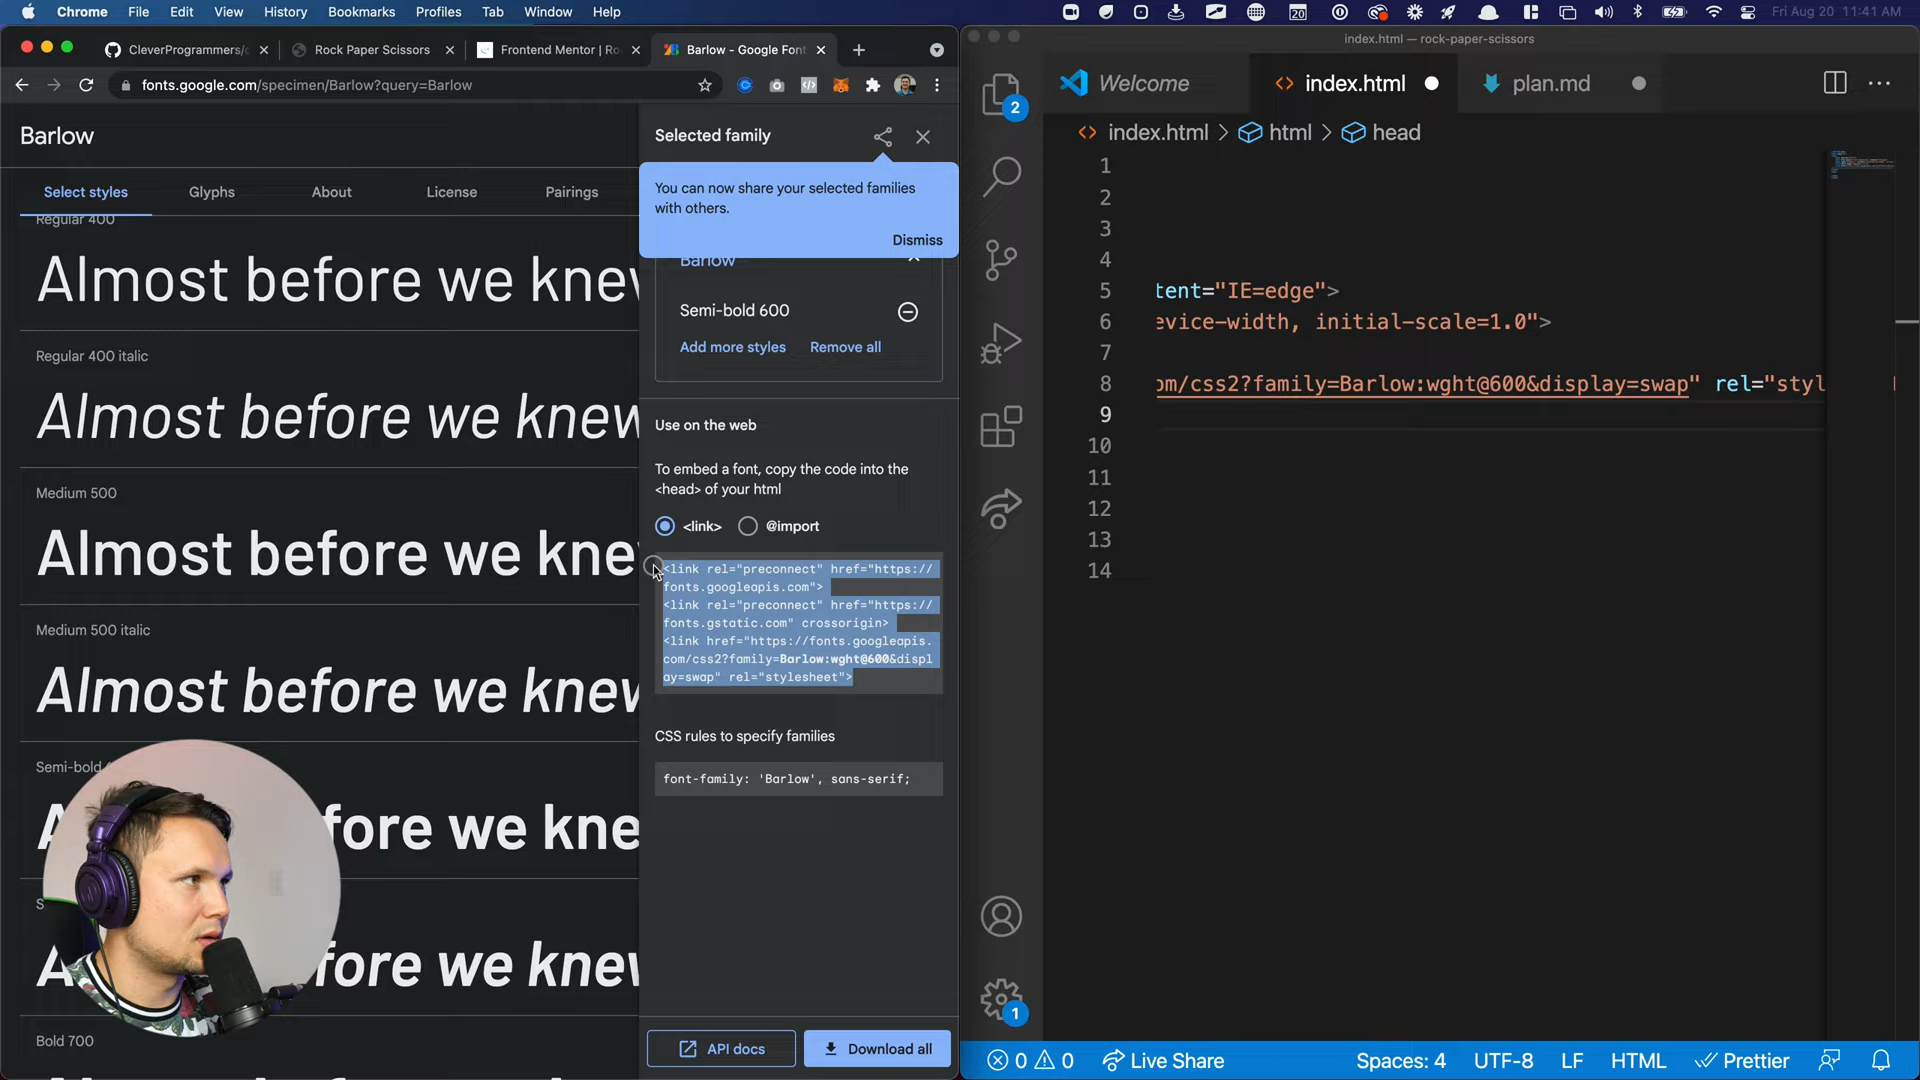 Chrome File Edit View History Bookmarks Profiles Tab Window Help
20
Fri Aug 20 11:41 AM
CleverProgrammers/c
Rock Paper Scissors
Frontend Mentor | Ro
Barlow - Google Font
fonts.google.com/specimen/Barlow?query=Barlow
Barlow
Select styles Glyphs About License Pairings
Regular 400
Almost before we knew
Regular 400 italic
Almost before we knew
Medium 500
Almost before we kne
Medium 500 italic
Almost before we knew
Semi-bold
fore we kne
S
fore we knew
Bold 700
Selected family
You can now share your selected families
with others.
Dismiss
Barlow
Semi-bold 600
Add more styles Remove all
Use on the web
To embed a font, copy the code into the
<head> of your html
<link> @import
<link rel="preconnect" href="https://
fonts.googleapis.com">
<link rel="preconnect" href="https://
fonts.gstatic.com" crossorigin>
<link href="https://fonts.googleapis.
com/css2?family=Barlow:wght@600&displ
ay=swap" rel="stylesheet">
CSS rules to specify families
font-family: 'Barlow', sans-serif;
API docs
Download all
index.html — rock-paper-scissors
Welcome
index.html
plan.md
index.html > html > head
2
1
2
3
4
5 tent="IE=edge">
6 evice-width, initial-scale=1.0">
7
8 om/css2?family=Barlow:wght@600&display=swap" rel="styl
9
10
11
12
13
14
1
0 0 Live Share Spaces: 4 UTF-8 LF HTML Prettier